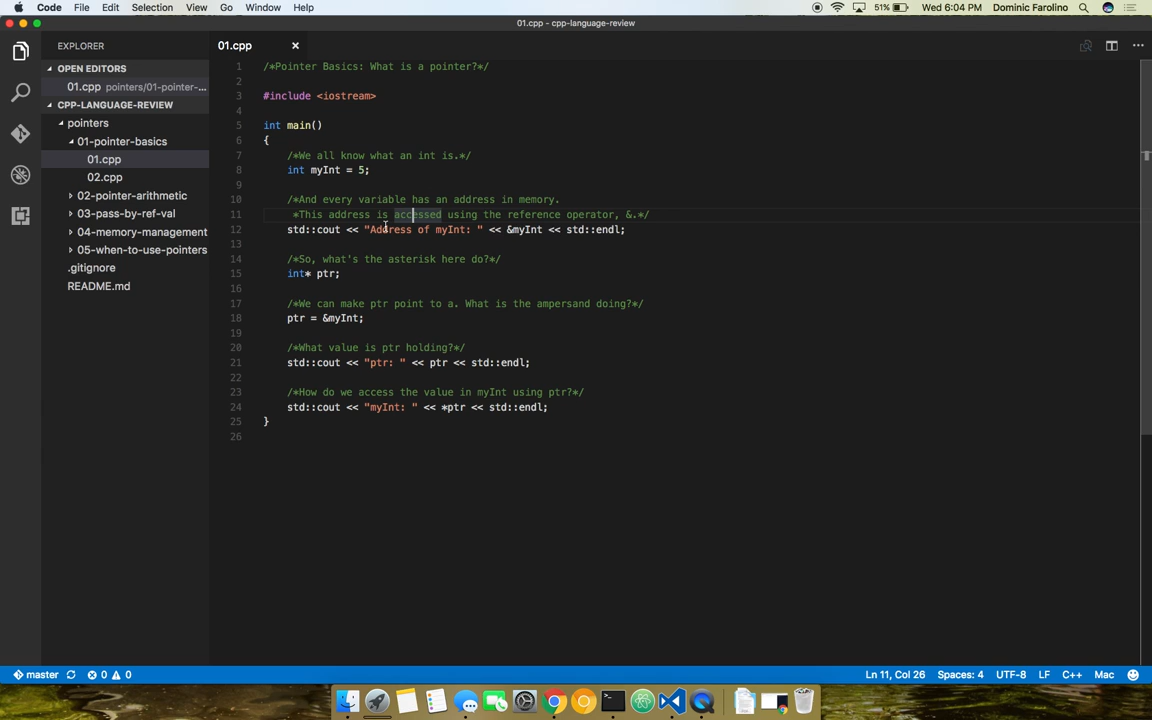 Code File Edit Selection View Go Window Help 51% Wed 6:04 PM Dominic Farolino
01.cpp - cpp-language-review
EXPLORER
OPEN EDITORS
01.cpp pointers/01-pointer-...
CPP-LANGUAGE-REVIEW
pointers
01-pointer-basics
01.cpp
02.cpp
02-pointer-arithmetic
03-pass-by-ref-val
04-memory-management
05-when-to-use-pointers
.gitignore
README.md
01.cpp
1 /*Pointer Basics: What is a pointer?*/
2
3 #include <iostream>
4
5 int main()
6 {
7 /*We all know what an int is.*/
8 int myInt = 5;
9
10 /*And every variable has an address in memory.
11 *This address is accessed using the reference operator, &.*/
12 std::cout << "Address of myInt: " << &myInt << std::endl;
13
14 /*So, what's the asterisk here do?*/
15 int* ptr;
16
17 /*We can make ptr point to a. What is the ampersand doing?*/
18 ptr = &myInt;
19
20 /*What value is ptr holding?*/
21 std::cout << "ptr: " << ptr << std::endl;
22
23 /*How do we access the value in myInt using ptr?*/
24 std::cout << "myInt: " << *ptr << std::endl;
25 }
26
master 0 0 Ln 11, Col 26 Spaces: 4 UTF-8 LF C++ Mac